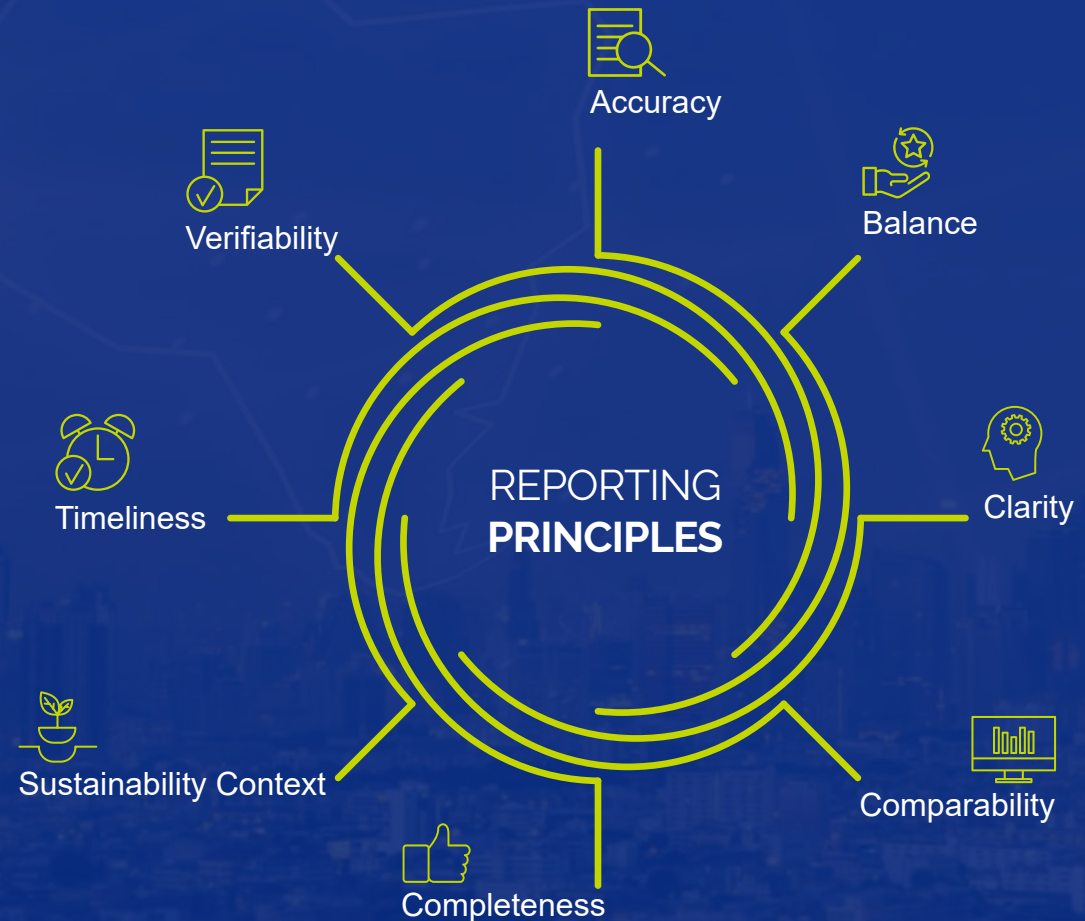 Accuracy
Balance
Verifiability
Clarity
REPORTING
PRINCIPLES
Timeliness
Sustainability Context
Comparability
Completeness